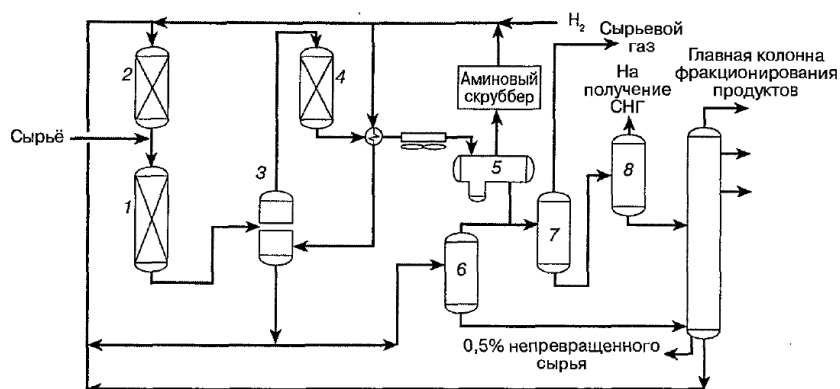 H₂
Сырьевой
газ
Главная колонна
фракционирования
продуктов
На
получение
СНГ
Аминовый
скруббер
2
4
Сырьё
3
5
8
1
7
6
0,5% непревращенного
сырья